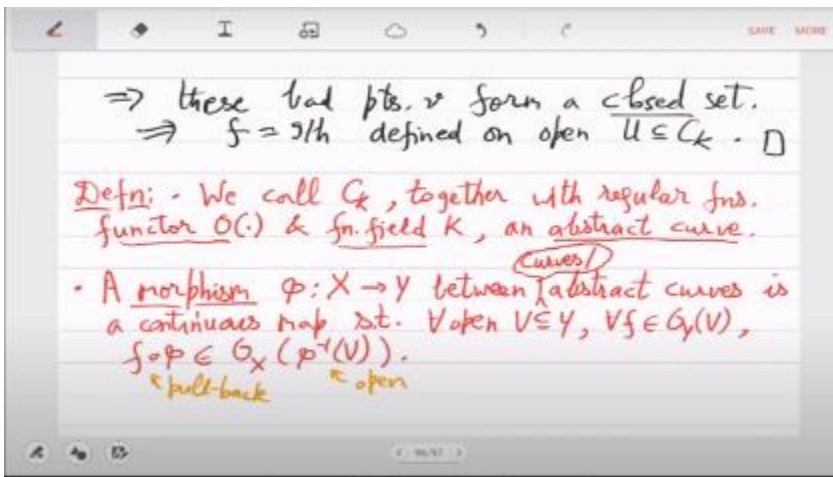 SAVE MORE
⇒ these bad pts. v form a closed set.
⇒ f = g/h defined on open U ⊆ C_K. □
Defn: · We call C_K, together with regular fns.
functor O(·) & fn. field K, an abstract curve.
curves/
· A morphism φ: X → Y between abstract curves is
a continuous map s.t. ∀ open V ⊆ Y, ∀f ∈ O_Y(V),
f∘φ ∈ O_X(φ⁻¹(V)).
pull-back open